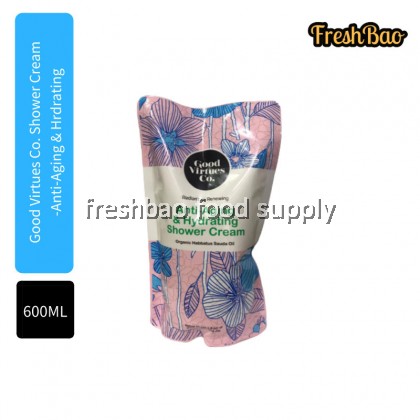 FreshBao
Good Virtues Co. Shower Cream
-Anti-Aging & Hrdrating
600ML
Good
Virtues
Co.
Renewing
freshbao food supply
& Hydrating
Shower Cream
Organic Habbatus Sauda Oil